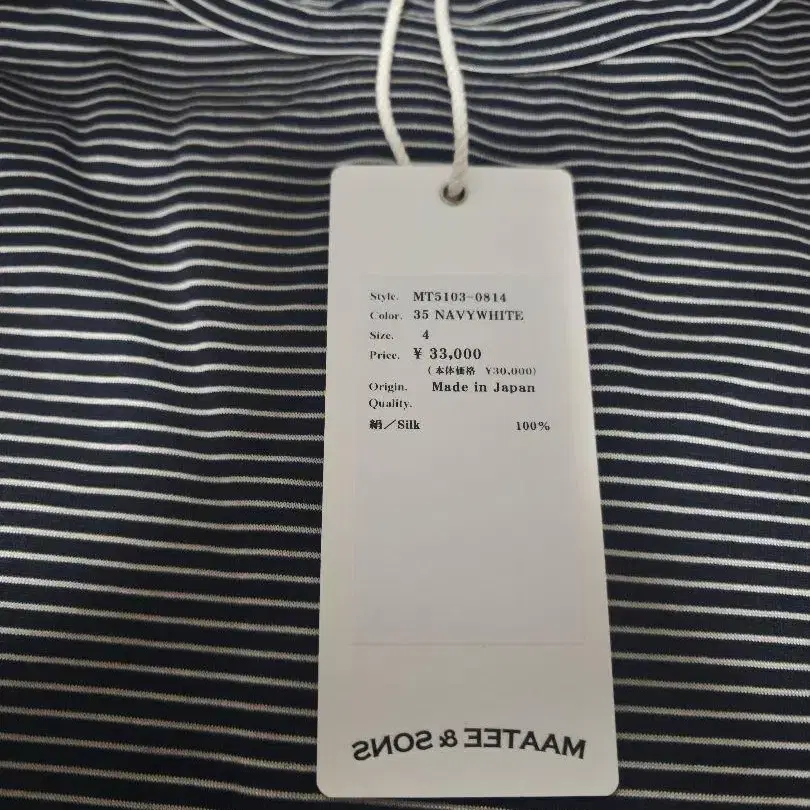 Style. MT5103-0814
Color. 35 NAVYWHITE
Size. 4
Price. ¥ 33,000
(本体価格 ¥30,000)
Origin. Made in Japan
Quality.
絹/Silk 100%
MAATEE & SONS